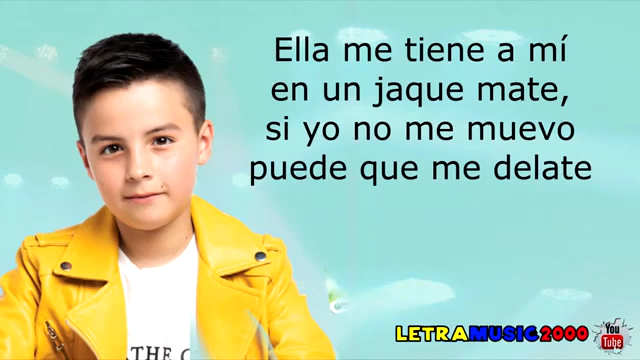 Ella me tiene a mí
en un jaque mate,
si yo no me muevo
puede que me delate
THE
LETRAMUSIC2000
You
Tube